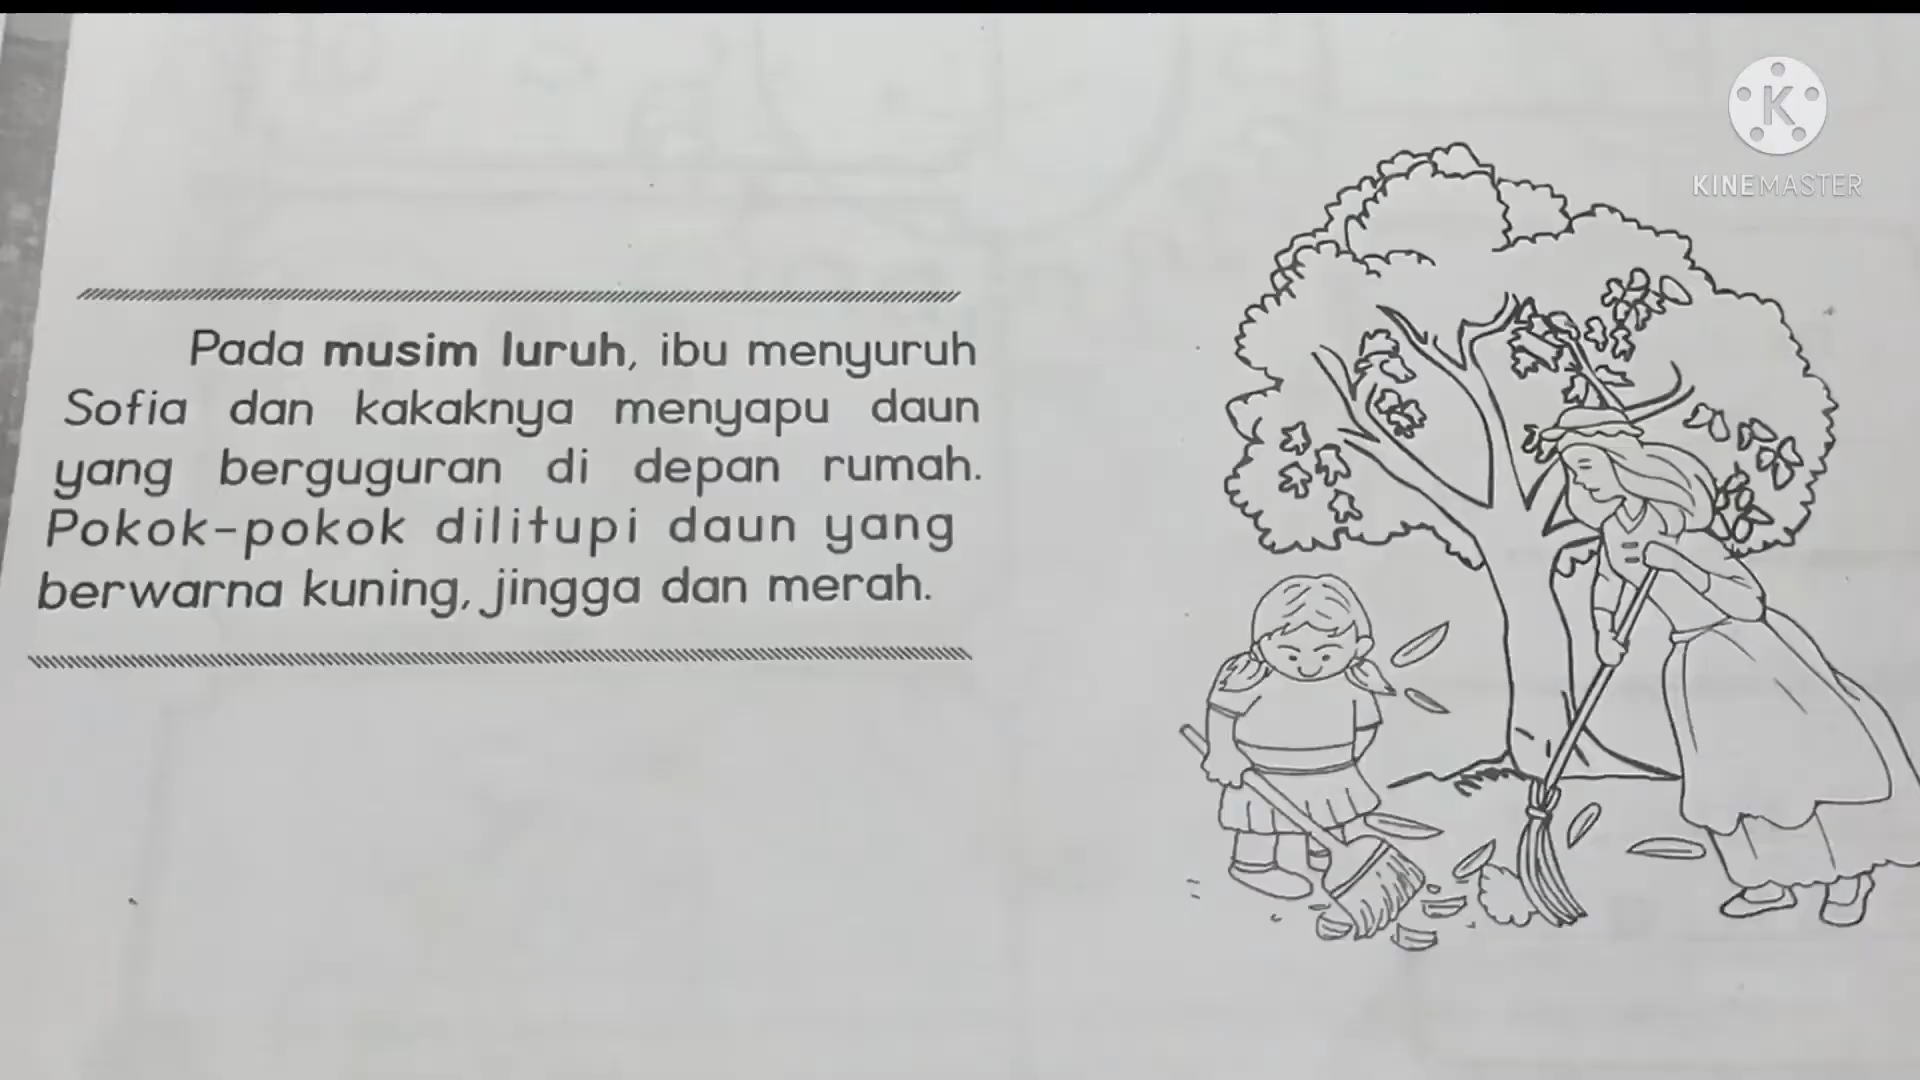 KINEMASTER
Pada musim luruh, ibu menyuruh
Sofia dan kakaknya menyapu daun
yang berguguran di depan rumah.
Pokok-pokok dilitupi daun yang
berwarna kuning, jingga dan merah.